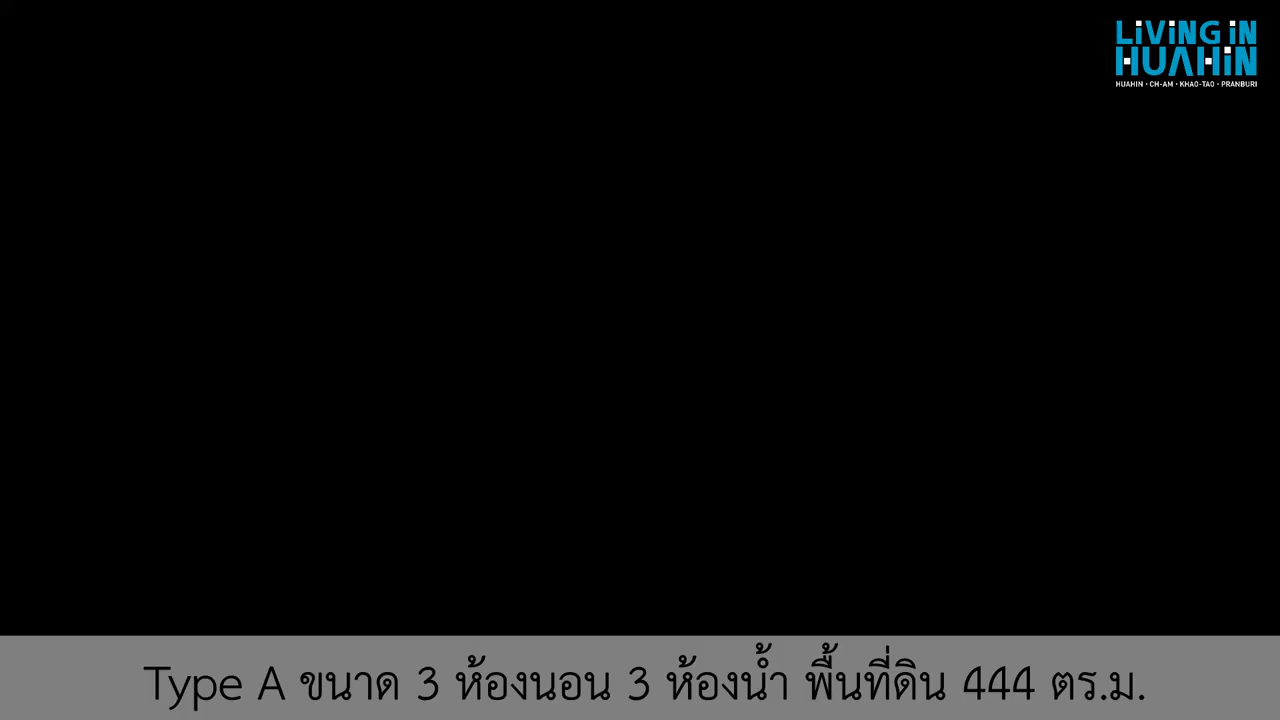 LiViNG iN
HUAHiN
HUAHIN • CH-AM • KHAO-TAO • PRANBURI
Type A ขนาด 3 ห้องนอน 3 ห้องน้ำ พื้นที่ดิน 444 ตร.ม.